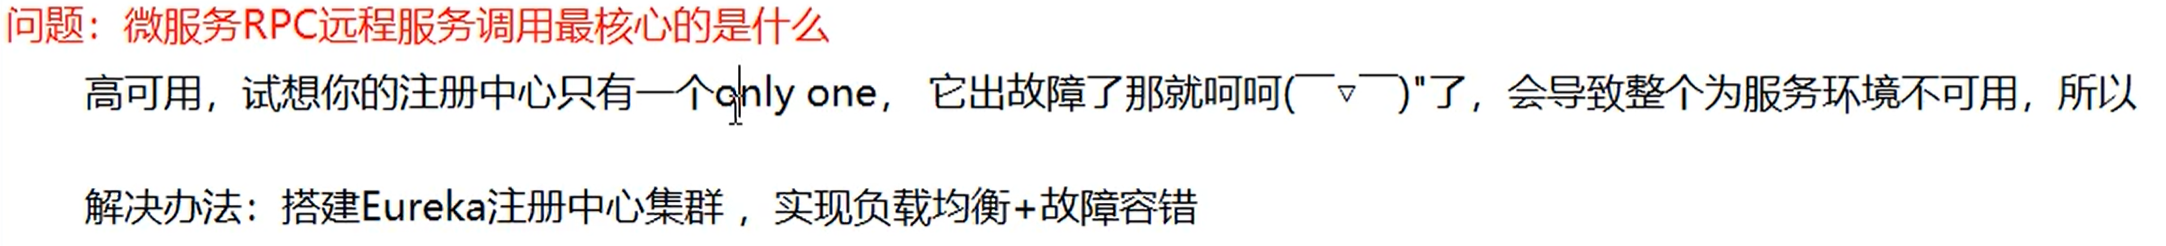 问题：微服务RPC远程服务调用最核心的是什么
高可用，试想你的注册中心只有一个only one， 它出故障了那就呵呵(￣▽￣)"了，会导致整个为服务环境不可用，所以
解决办法：搭建Eureka注册中心集群 ，实现负载均衡+故障容错